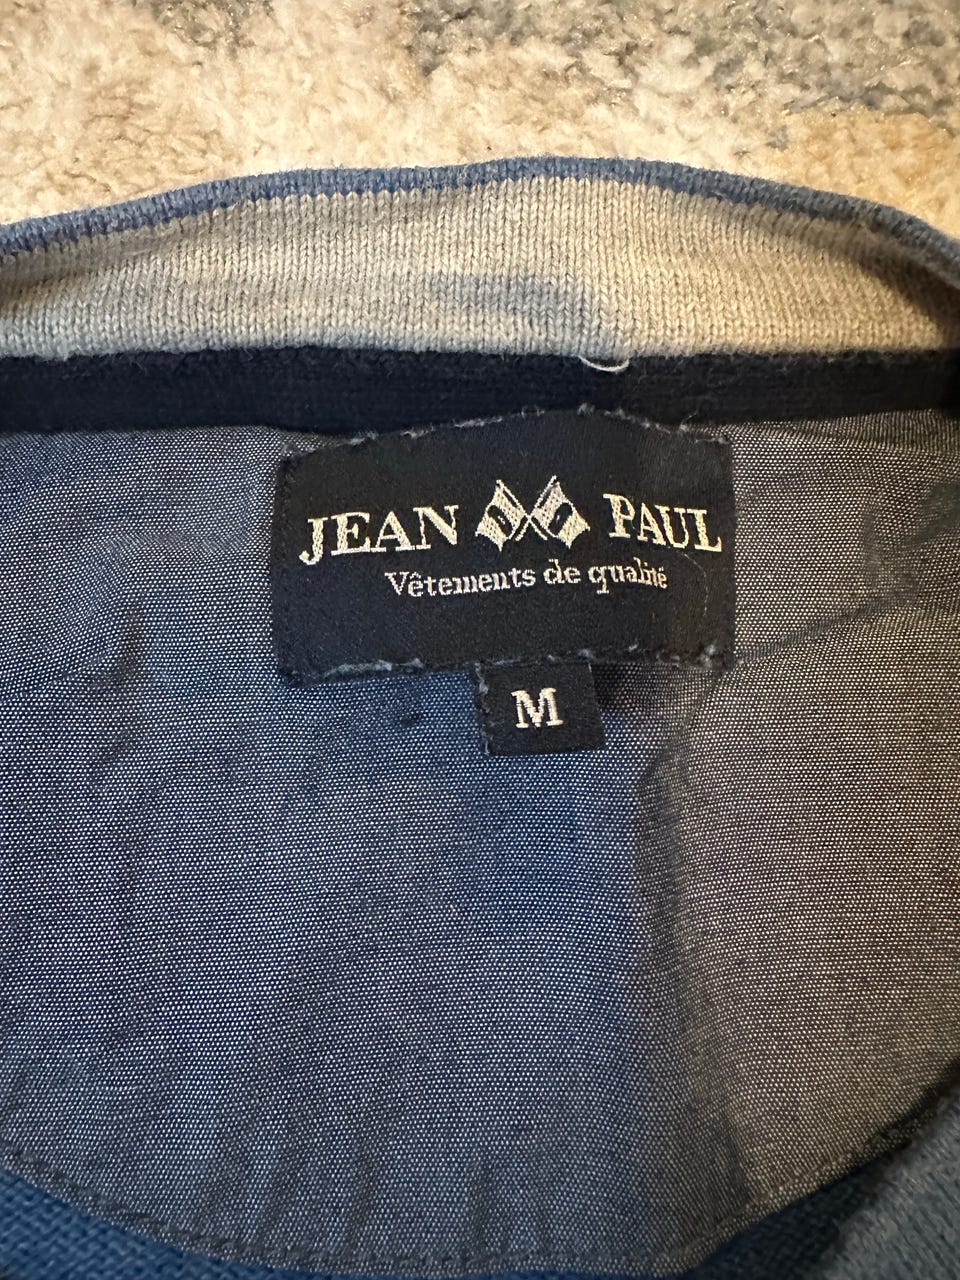 JEAN PAUL
Vêtements de qualité
M